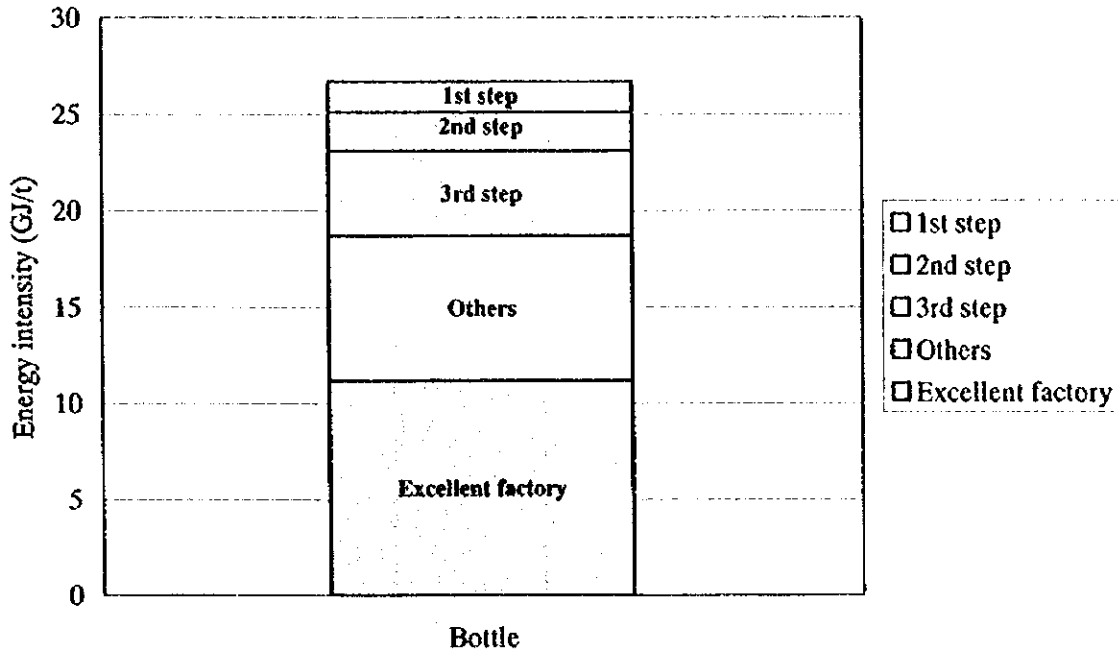 30
25
20
15
10
5
0
Energy intensity (GJ/t)
1st step
2nd step
3rd step
Others
Excellent factory
Bottle
1st step
2nd step
3rd step
Others
Excellent factory